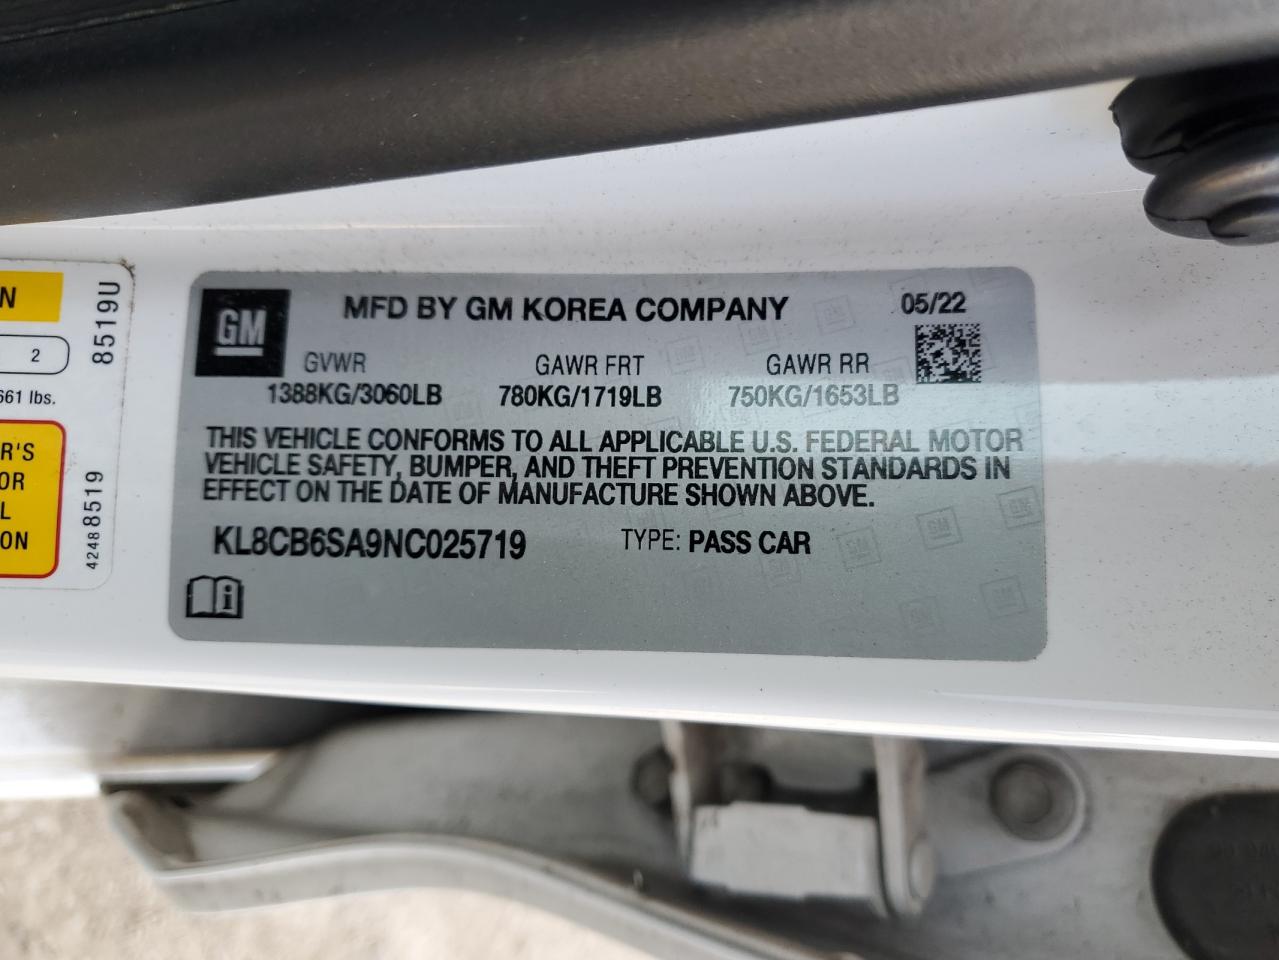 N
2
661 lbs.
R'S
OR
L
ON
8519U
42488519
GM
MFD BY GM KOREA COMPANY
05/22
GVWR GAWR FRT GAWR RR
1388KG/3060LB 780KG/1719LB 750KG/1653LB
THIS VEHICLE CONFORMS TO ALL APPLICABLE U.S. FEDERAL MOTOR
VEHICLE SAFETY, BUMPER, AND THEFT PREVENTION STANDARDS IN
EFFECT ON THE DATE OF MANUFACTURE SHOWN ABOVE.
KL8CB6SA9NC025719 TYPE: PASS CAR
i